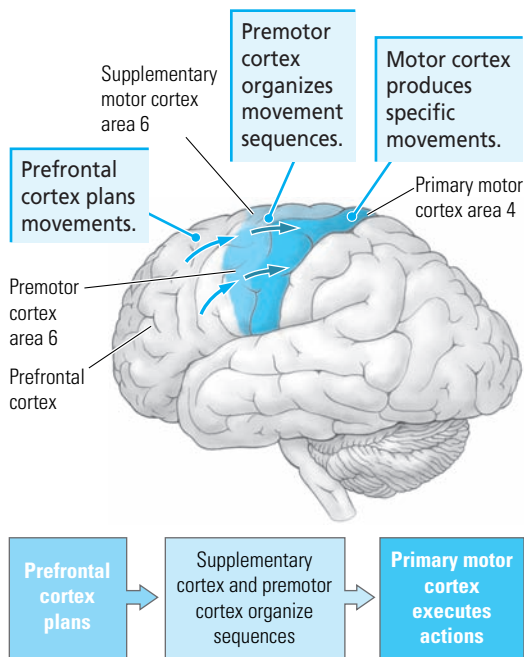 Premotor
cortex
organizes
movement
sequences.
Motor cortex
produces
specific
movements.
Supplementary
motor cortex
area 6
Prefrontal
cortex plans
movements.
Primary motor
cortex area 4
Premotor
cortex
area 6
Prefrontal
cortex
Prefrontal
cortex
plans
Supplementary
cortex and premotor
cortex organize
sequences
Primary motor
cortex
executes
actions